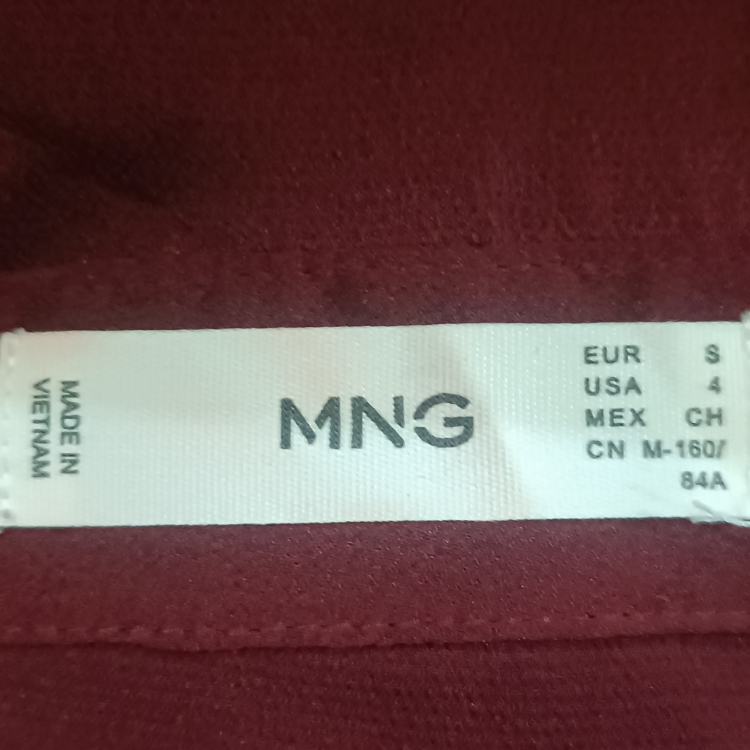 MADE IN
VIETNAM
MNG
EUR S
USA 4
MEX CH
CN M-160/
84A